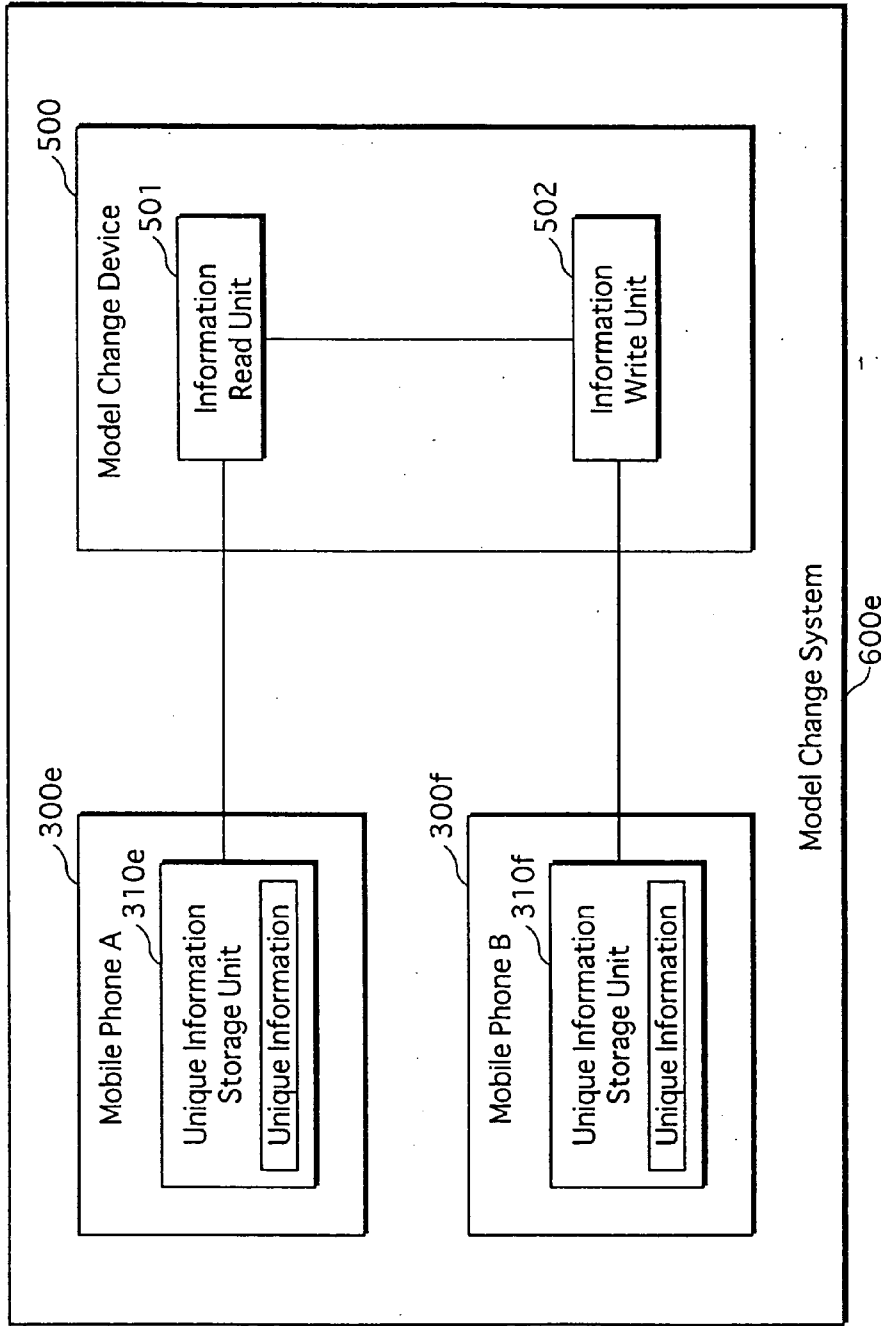 Mobile Phone A
300e
310e
Unique Information
Storage Unit
Unique Information
Mobile Phone B
300f
310f
Unique Information
Storage Unit
Unique Information
Model Change Device
500
501
Information
Read Unit
502
Information
Write Unit
Model Change System
600e